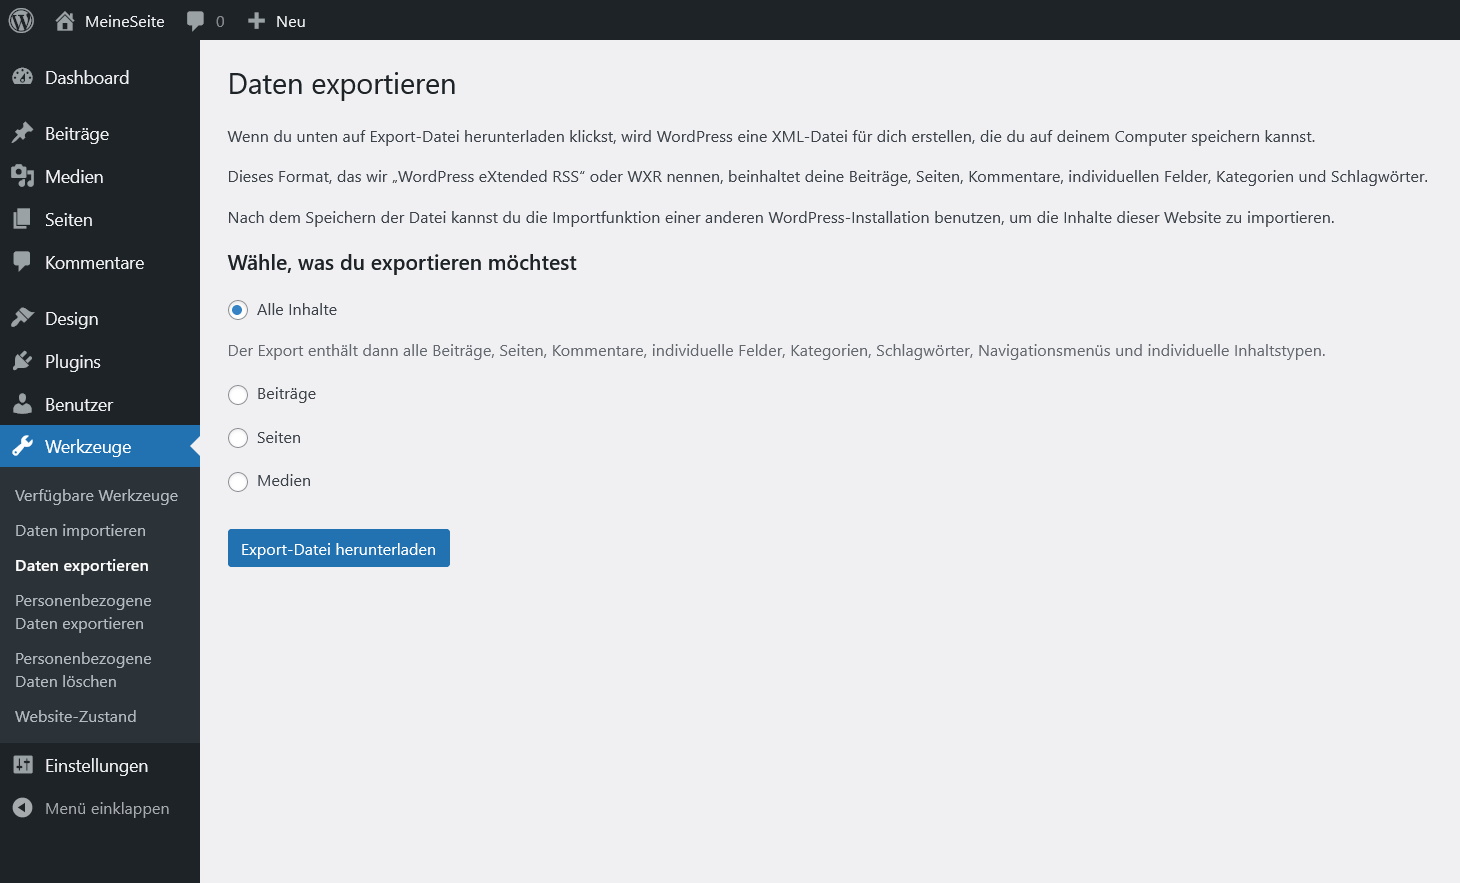 MeineSeite
0
Neu
Dashboard
Beiträge
Medien
Seiten
Kommentare
Design
Plugins
Benutzer
Werkzeuge
Verfügbare Werkzeuge
Daten importieren
Daten exportieren
Personenbezogene
Daten exportieren
Personenbezogene
Daten löschen
Website-Zustand
Einstellungen
Menü einklappen
Daten exportieren
Wenn du unten auf Export-Datei herunterladen klickst, wird WordPress eine XML-Datei für dich erstellen, die du auf deinem Computer speichern kannst.
Dieses Format, das wir „WordPress eXtended RSS“ oder WXR nennen, beinhaltet deine Beiträge, Seiten, Kommentare, individuellen Felder, Kategorien und Schlagwörter.
Nach dem Speichern der Datei kannst du die Importfunktion einer anderen WordPress-Installation benutzen, um die Inhalte dieser Website zu importieren.
Wähle, was du exportieren möchtest
Alle Inhalte
Der Export enthält dann alle Beiträge, Seiten, Kommentare, individuelle Felder, Kategorien, Schlagwörter, Navigationsmenüs und individuelle Inhaltstypen.
Beiträge
Seiten
Medien
Export-Datei herunterladen